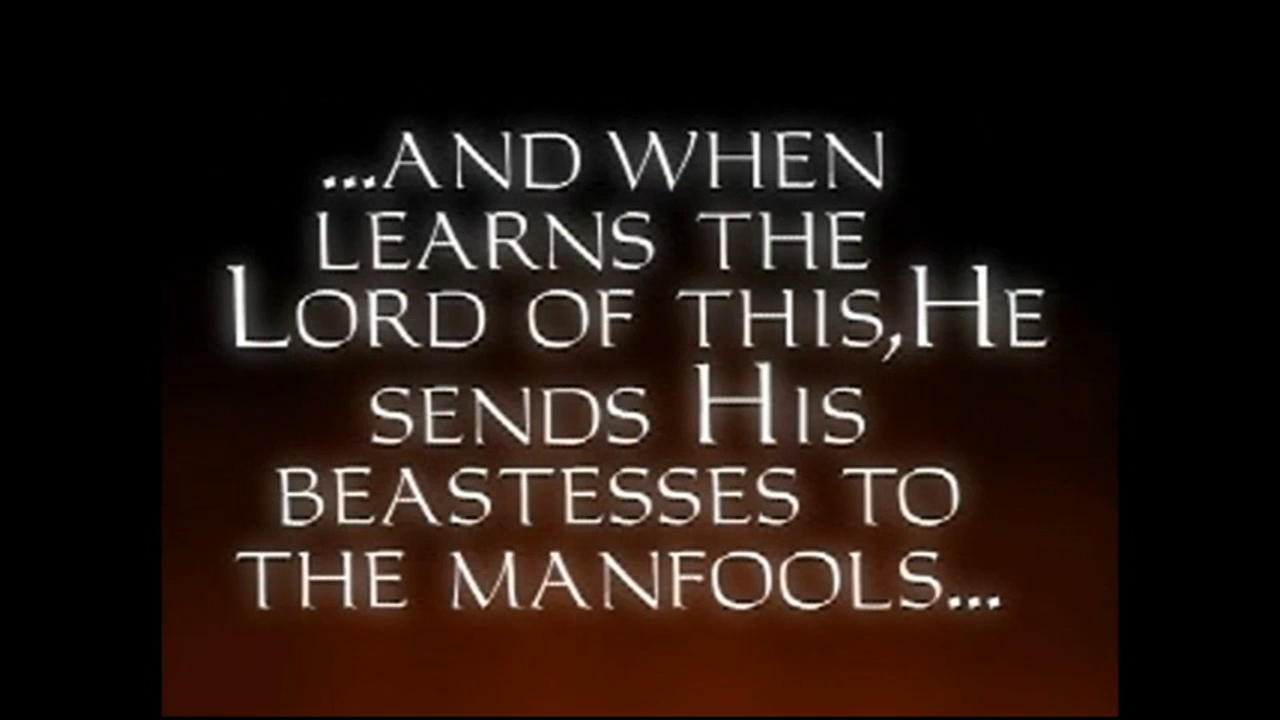 ...AND WHEN
LEARNS THE
LORD OF THIS,HE
SENDS HIS
BEASTESSES TO
THE MANFOOLS...